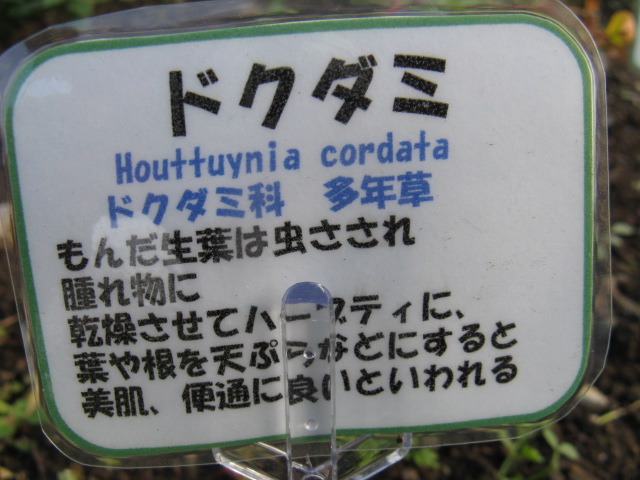 ドクダミ
Houttuynia cordata
ドクダミ科　多年草
もんだ生葉は虫さされ
腫れ物に
乾燥させてハーブティに、
葉や根を天ぷらなどにすると
美肌、便通に良いといわれる